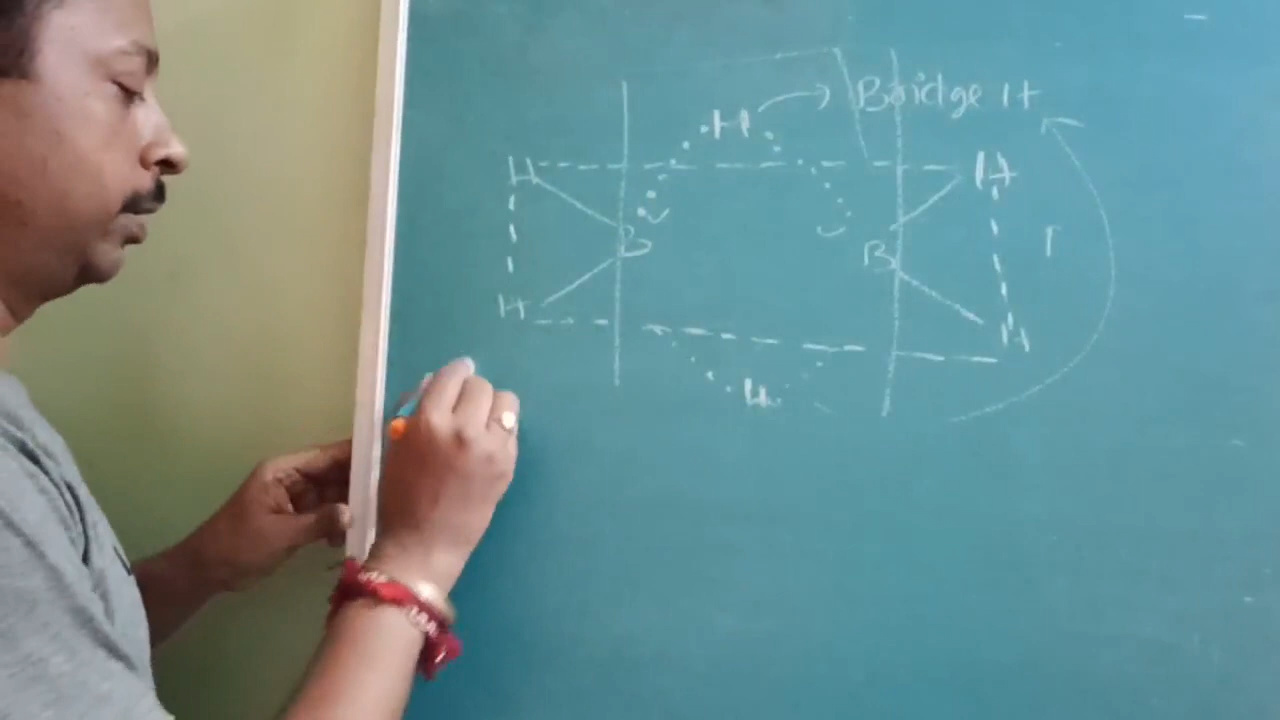 H → Bridge H
H H
B B
H H
H